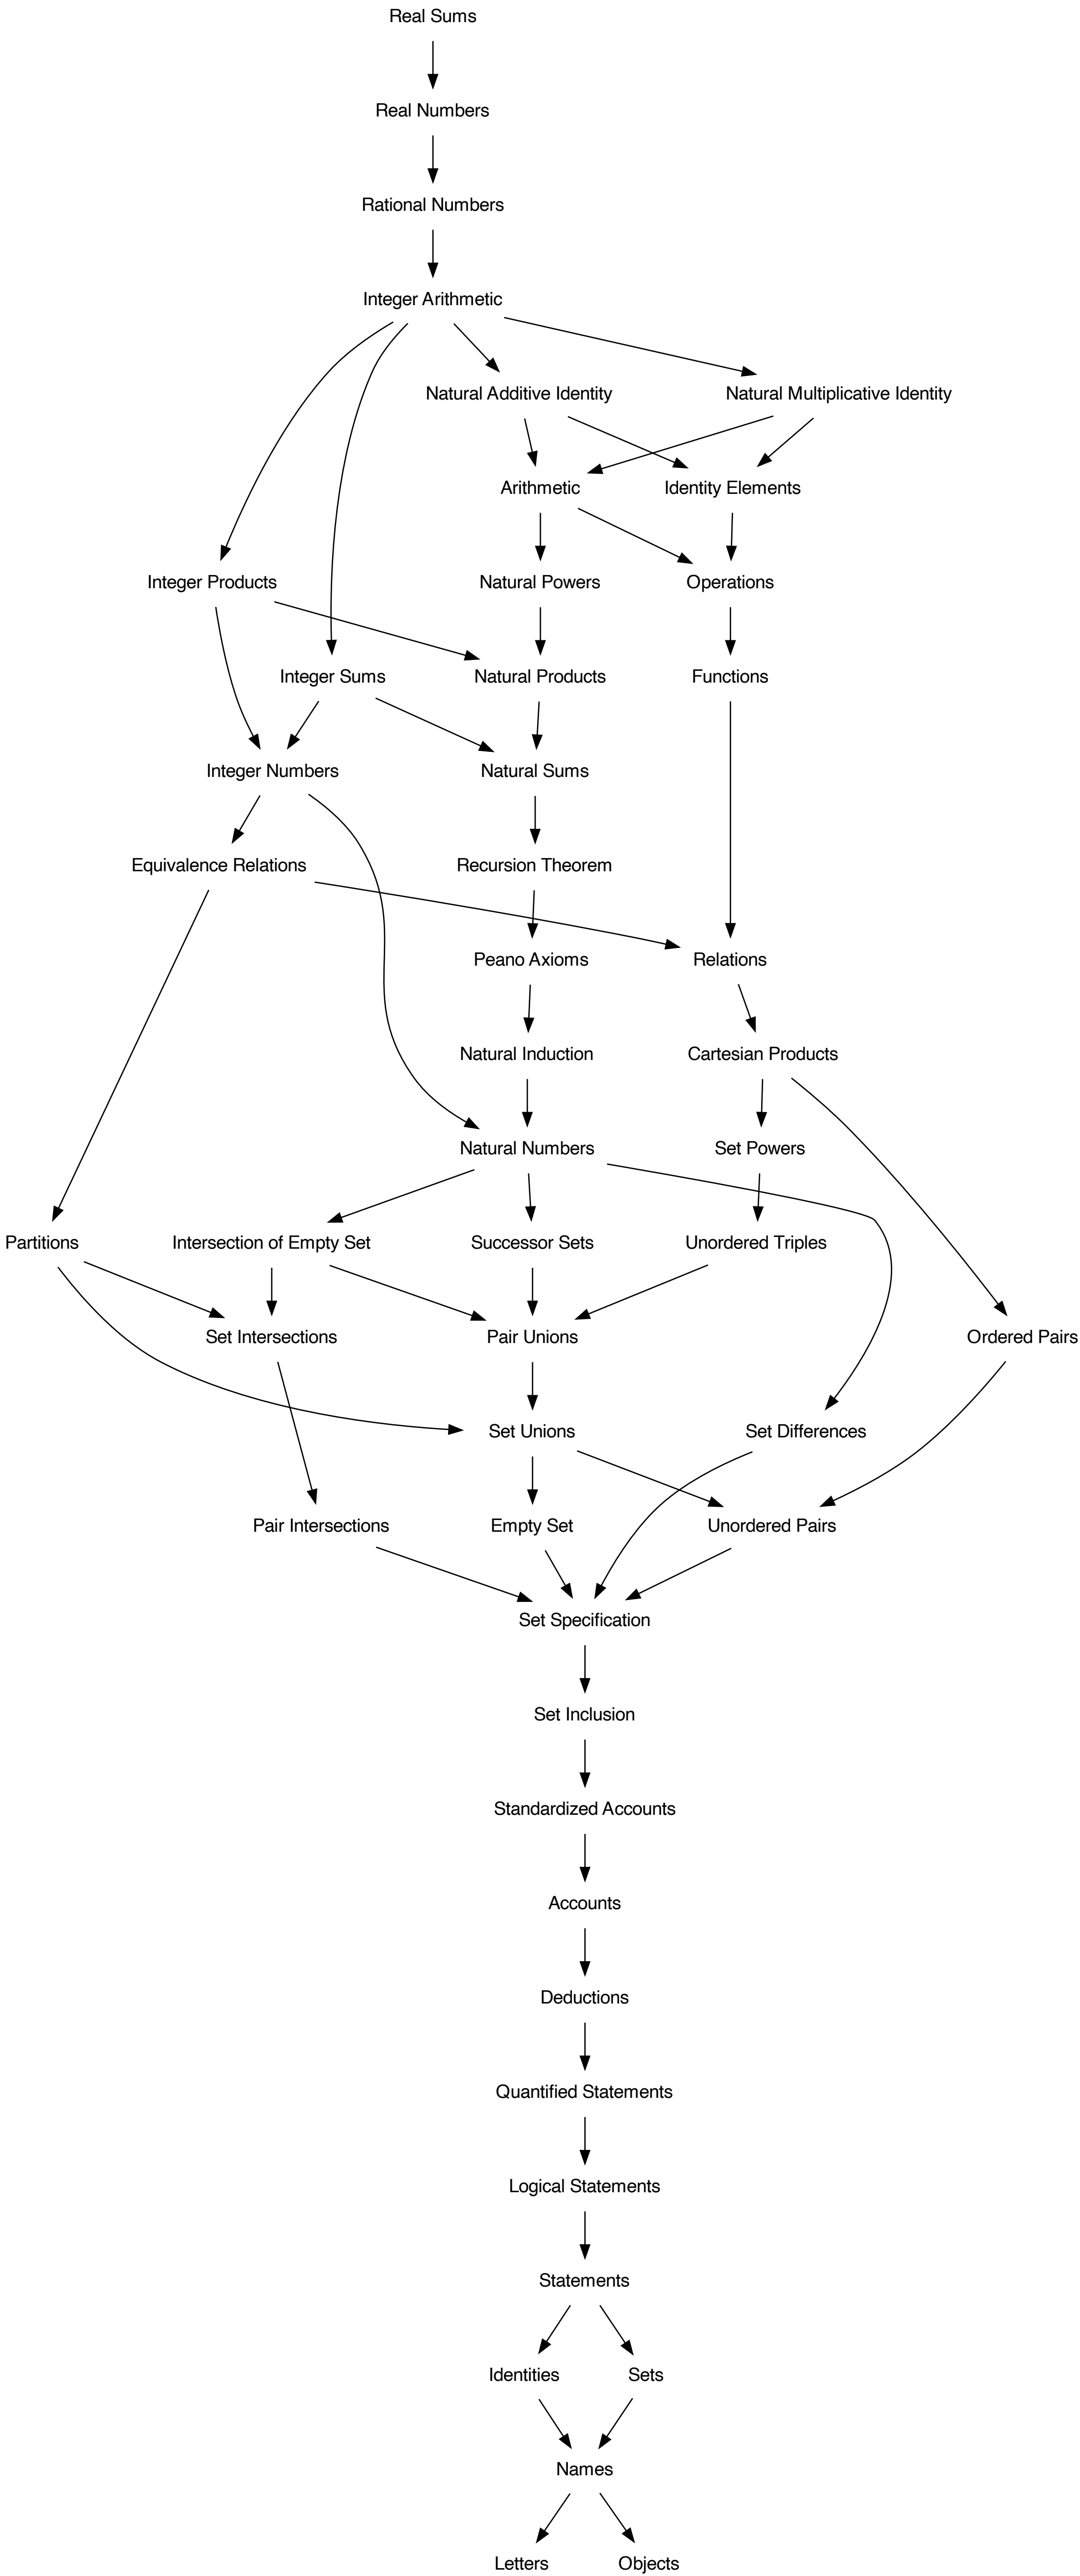 Real Sums
Real Numbers
Rational Numbers
Integer Arithmetic
Natural Additive Identity
Natural Multiplicative Identity
Arithmetic
Identity Elements
Integer Products
Natural Powers
Operations
Integer Sums
Natural Products
Functions
Integer Numbers
Natural Sums
Equivalence Relations
Recursion Theorem
Peano Axioms
Relations
Natural Induction
Cartesian Products
Natural Numbers
Set Powers
Partitions
Intersection of Empty Set
Successor Sets
Unordered Triples
Set Intersections
Pair Unions
Ordered Pairs
Set Unions
Set Differences
Pair Intersections
Empty Set
Unordered Pairs
Set Specification
Set Inclusion
Standardized Accounts
Accounts
Deductions
Quantified Statements
Logical Statements
Statements
Identities
Sets
Names
Letters
Objects